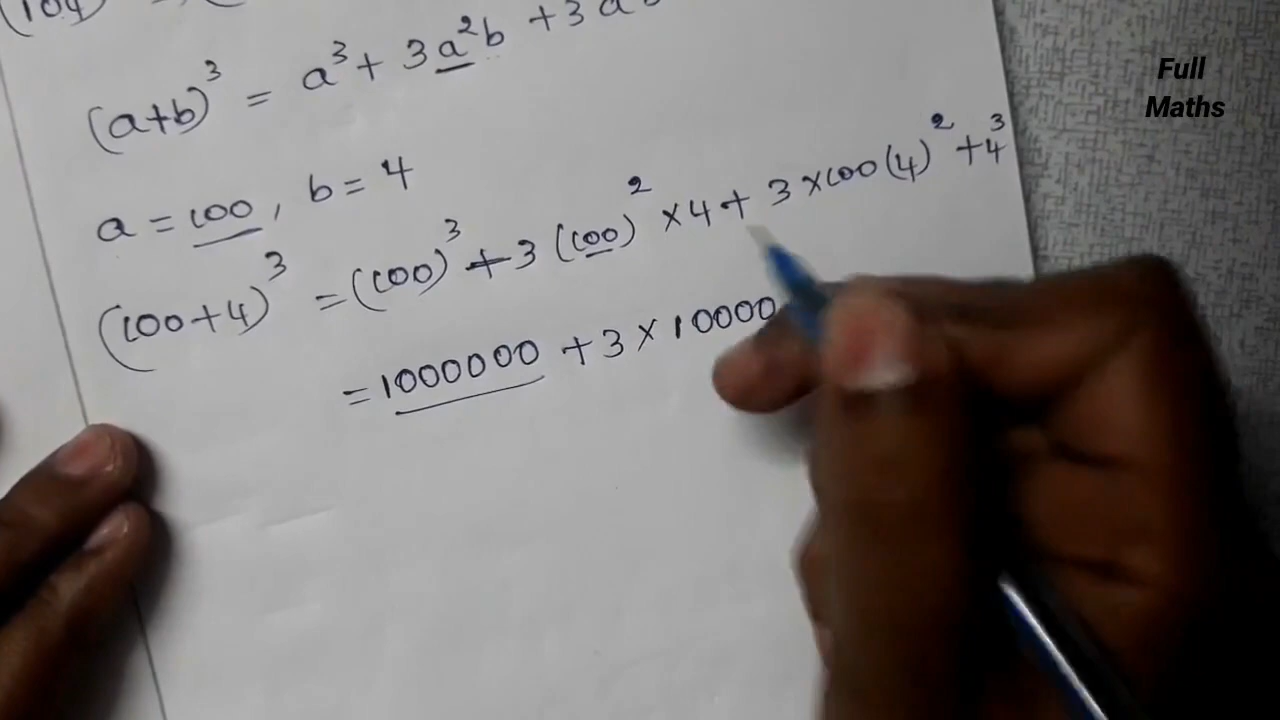 (104)
(a+b)³ = a³ + 3a²b + 3a
a = 100, b = 4
(100+4)³ = (100)³ + 3(100)² × 4 + 3 × 100(4)² + 4³
= 1000000 + 3 × 10000
Full
Maths